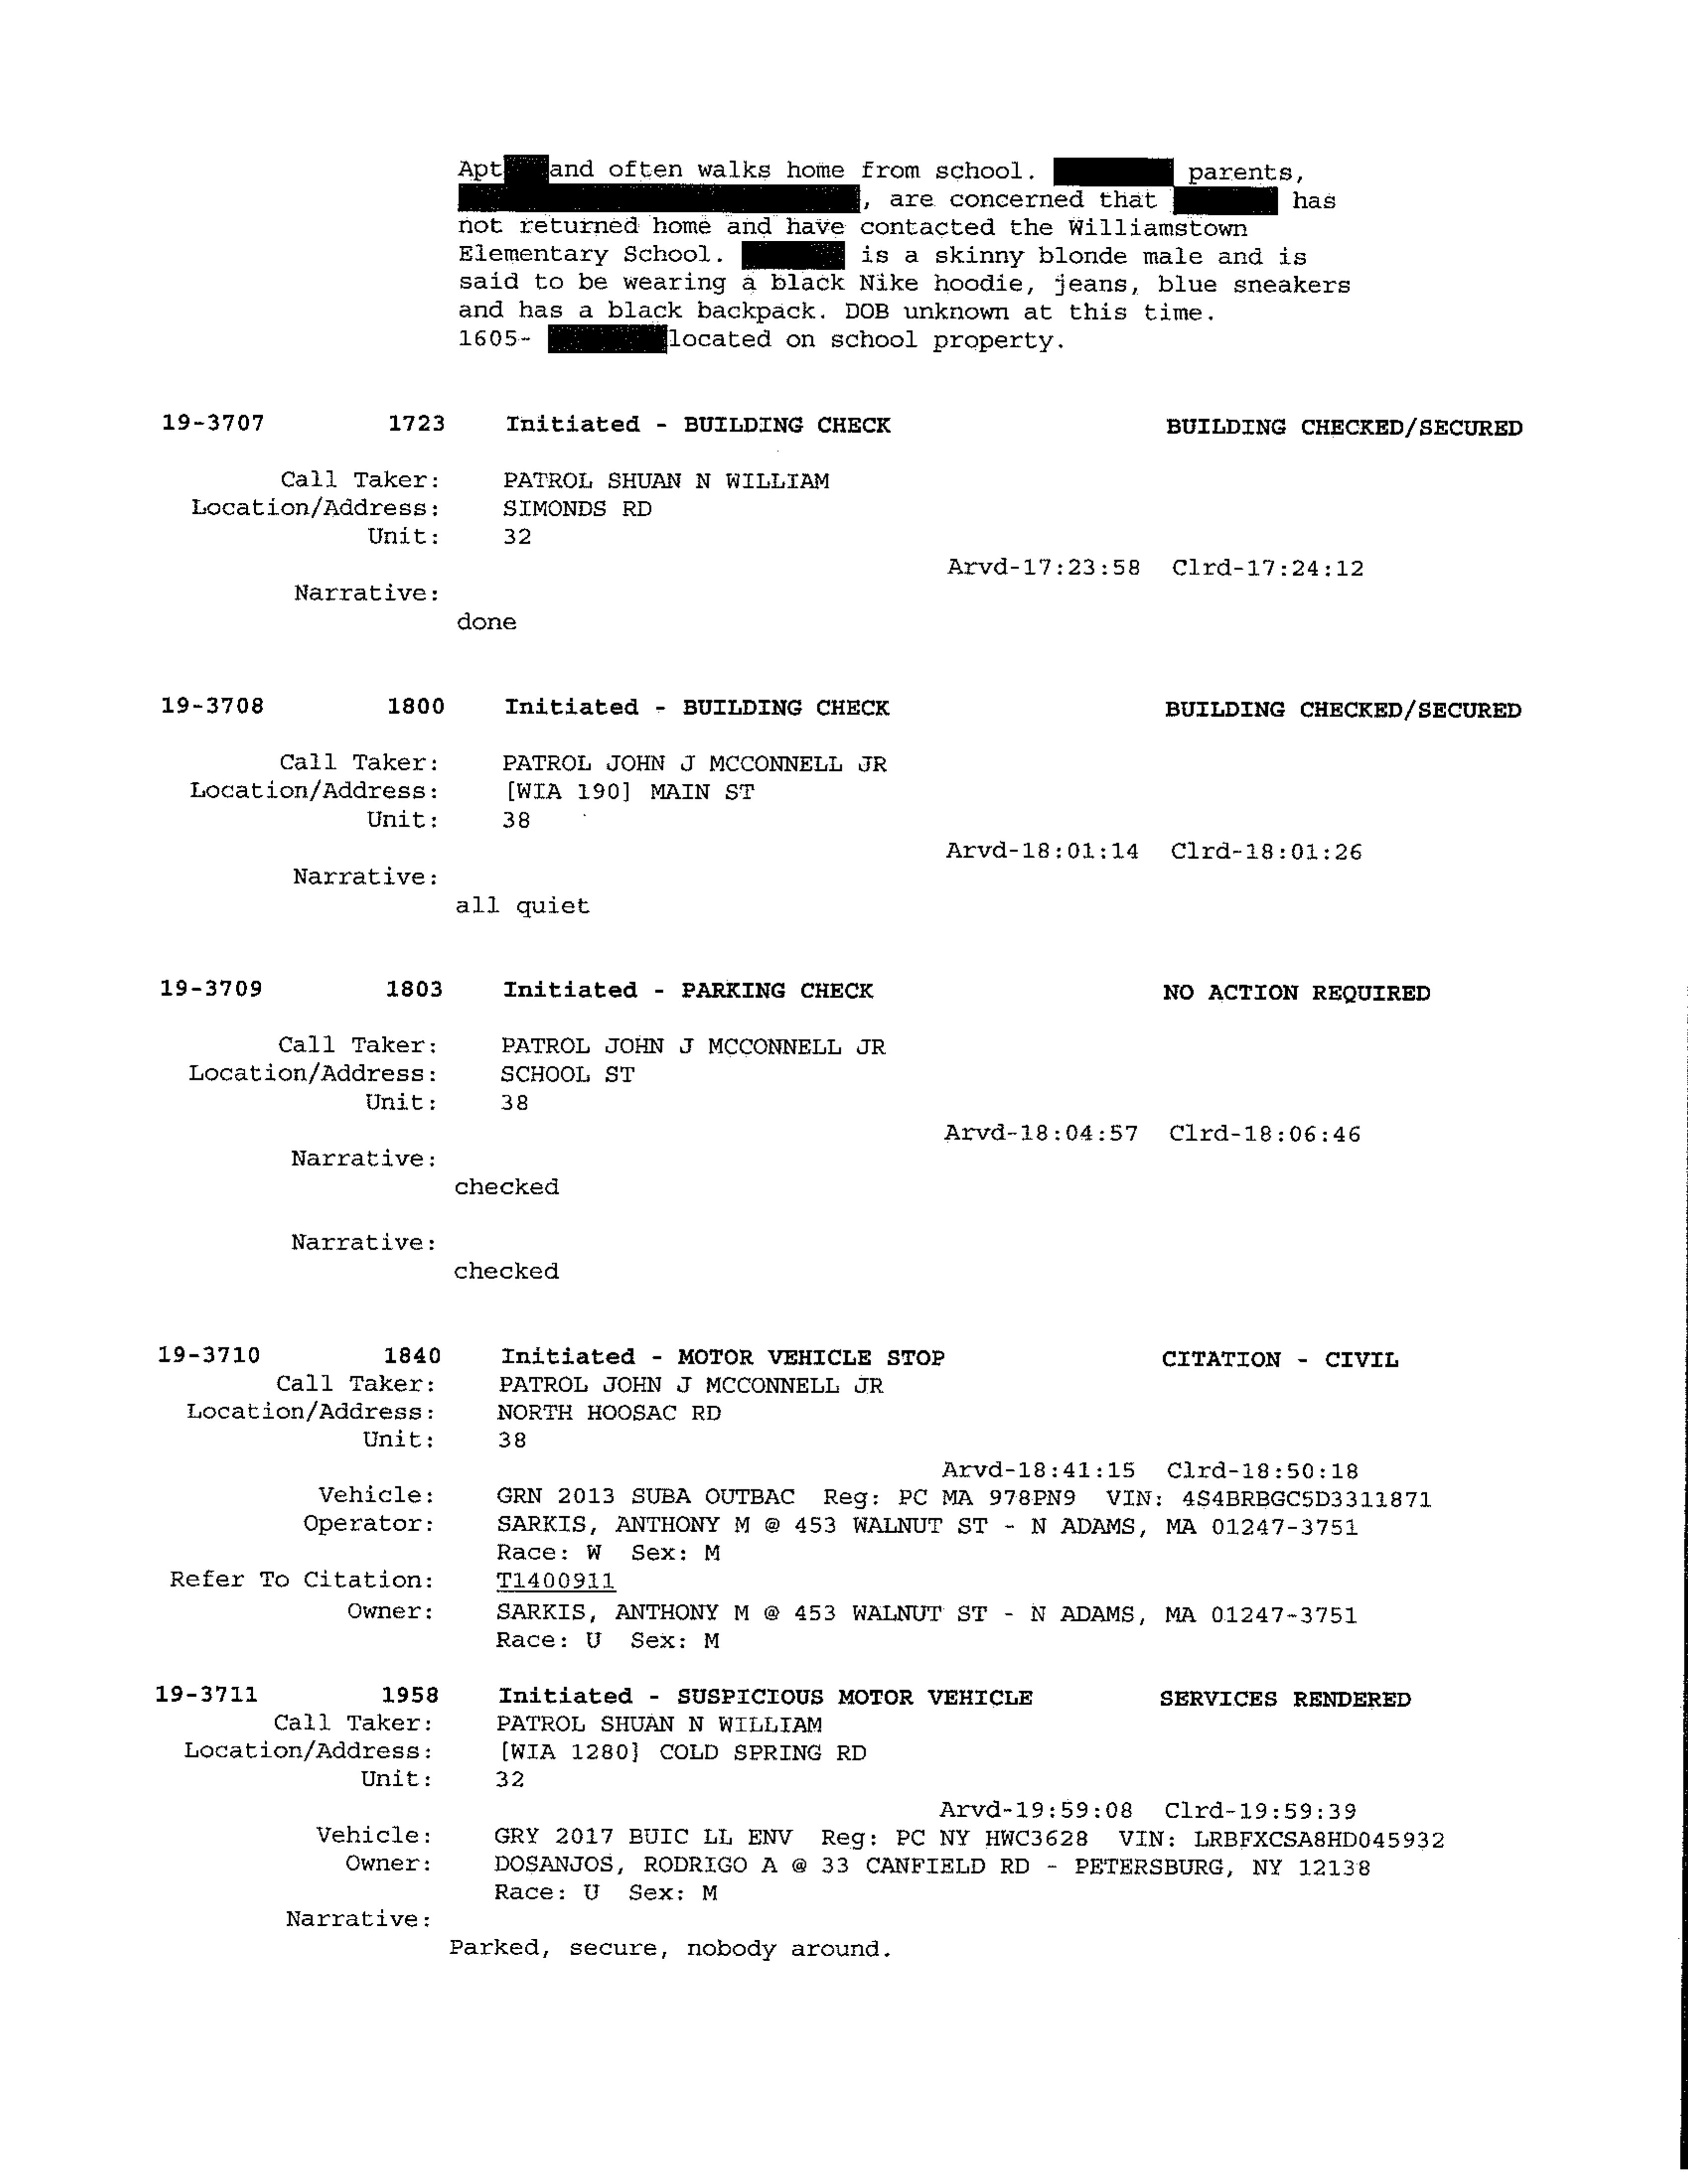 Apt and often walks home from school. parents,
, are concerned that has
not returned home and have contacted the Williamstown
Elementary School. is a skinny blonde male and is
said to be wearing a black Nike hoodie, jeans, blue sneakers
and has a black backpack. DOB unknown at this time.
1605- located on school property.
19-3707 1723 Initiated - BUILDING CHECK BUILDING CHECKED/SECURED
Call Taker: PATROL SHUAN N WILLIAM
Location/Address: SIMONDS RD
Unit: 32
Arvd-17:23:58 Clrd-17:24:12
Narrative:
done
19-3708 1800 Initiated - BUILDING CHECK BUILDING CHECKED/SECURED
Call Taker: PATROL JOHN J MCCONNELL JR
Location/Address: [WIA 190] MAIN ST
Unit: 38
Arvd-18:01:14 Clrd-18:01:26
Narrative:
all quiet
19-3709 1803 Initiated - PARKING CHECK NO ACTION REQUIRED
Call Taker: PATROL JOHN J MCCONNELL JR
Location/Address: SCHOOL ST
Unit: 38
Arvd-18:04:57 Clrd-18:06:46
Narrative:
checked
Narrative:
checked
19-3710 1840 Initiated - MOTOR VEHICLE STOP CITATION - CIVIL
Call Taker: PATROL JOHN J MCCONNELL JR
Location/Address: NORTH HOOSAC RD
Unit: 38
Arvd-18:41:15 Clrd-18:50:18
Vehicle: GRN 2013 SUBA OUTBAC Reg: PC MA 978PN9 VIN: 4S4BRBGC5D3311871
Operator: SARKIS, ANTHONY M @ 453 WALNUT ST - N ADAMS, MA 01247-3751
Race: W Sex: M
Refer To Citation: T1400911
Owner: SARKIS, ANTHONY M @ 453 WALNUT ST - N ADAMS, MA 01247-3751
Race: U Sex: M
19-3711 1958 Initiated - SUSPICIOUS MOTOR VEHICLE SERVICES RENDERED
Call Taker: PATROL SHUAN N WILLIAM
Location/Address: [WIA 1280] COLD SPRING RD
Unit: 32
Arvd-19:59:08 Clrd-19:59:39
Vehicle: GRY 2017 BUIC LL ENV Reg: PC NY HWC3628 VIN: LRBFXCSA8HD045932
Owner: DOSANJOS, RODRIGO A @ 33 CANFIELD RD - PETERSBURG, NY 12138
Race: U Sex: M
Narrative:
Parked, secure, nobody around.